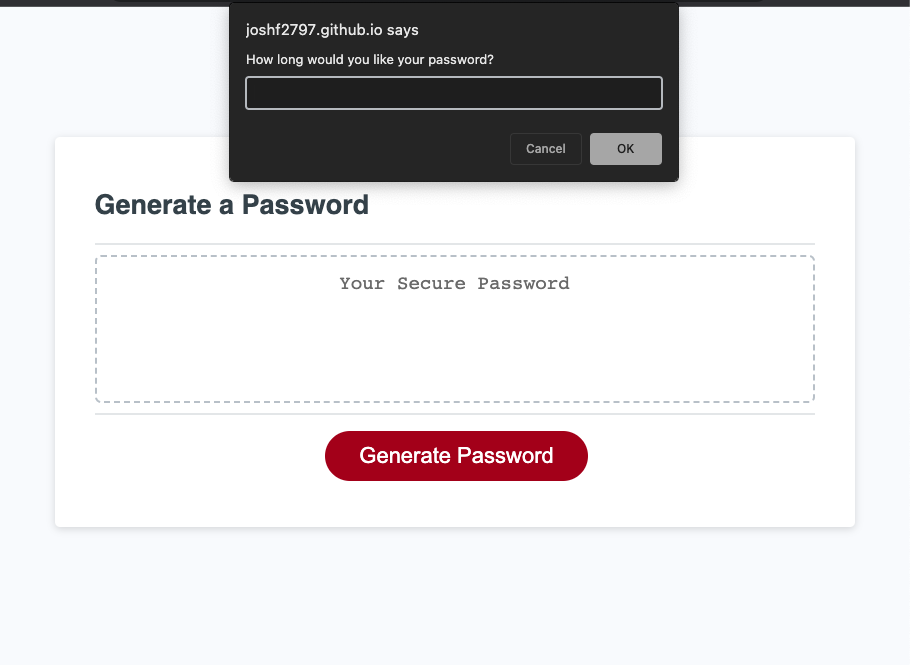 joshf2797.github.io says
How long would you like your password?
Cancel
OK
Generate a Password
Your Secure Password
Generate Password